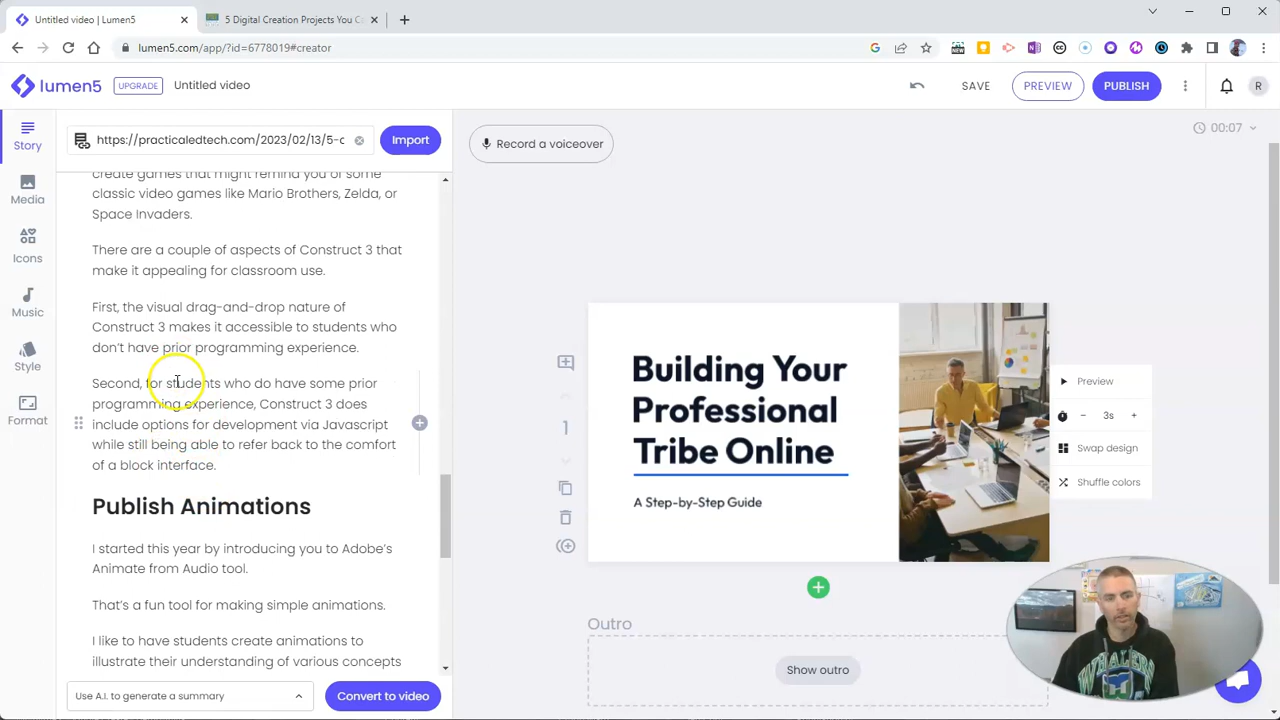 Untitled video | Lumen5
5 Digital Creation Projects You C
lumen5.com/app/?id=6778019#creator
lumen5
UPGRADE
Untitled video
SAVE
PREVIEW
PUBLISH
R
Story
https://practicaledtech.com/2023/02/13/5-c
Import
Record a voiceover
00:07
Media
Icons
Music
Style
Format
create games that might remind you of some
classic video games like Mario Brothers, Zelda, or
Space Invaders.
There are a couple of aspects of Construct 3 that
make it appealing for classroom use.
First, the visual drag-and-drop nature of
Construct 3 makes it accessible to students who
don’t have prior programming experience.
Second, for students who do have some prior
programming experience, Construct 3 does
include options for development via Javascript
while still being able to refer back to the comfort
of a block interface.
Publish Animations
I started this year by introducing you to Adobe’s
Animate from Audio tool.
That’s a fun tool for making simple animations.
I like to have students create animations to
illustrate their understanding of various concepts
Use A.I. to generate a summary
Convert to video
1
Building Your
Professional
Tribe Online
A Step-by-Step Guide
Preview
3s
Swap design
Shuffle colors
Outro
Show outro
WHALERS